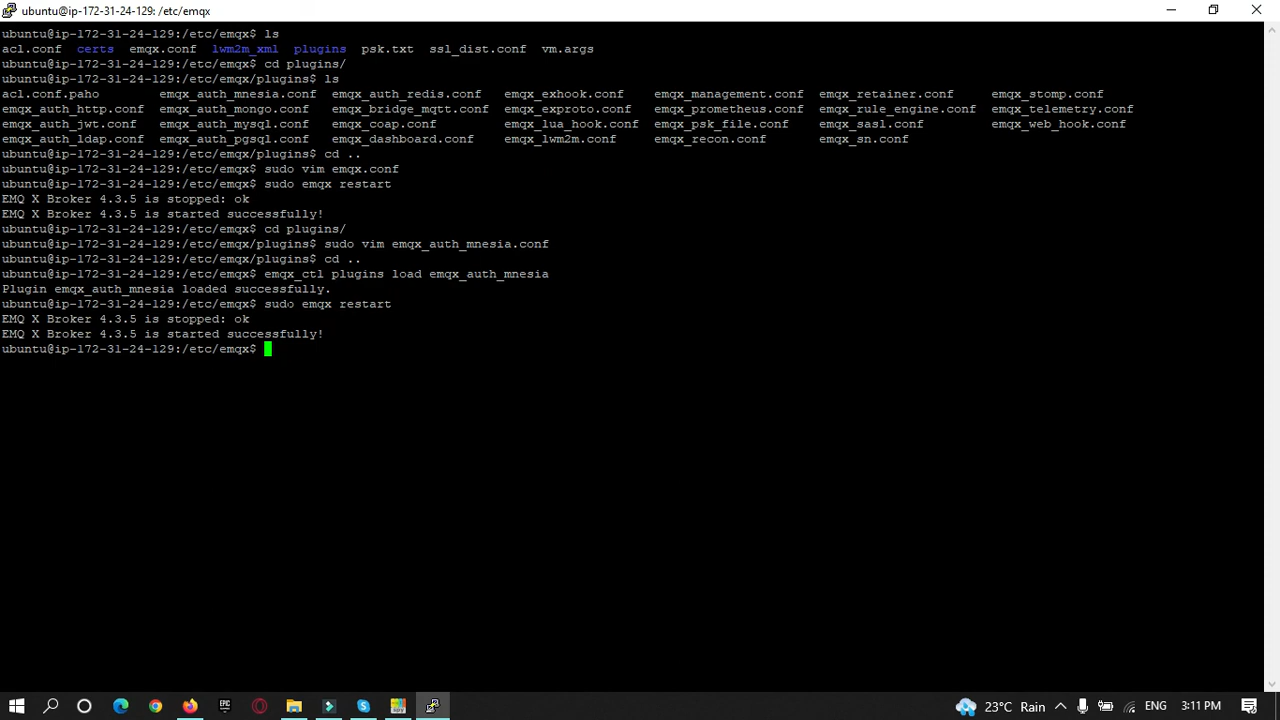 ubuntu@ip-172-31-24-129: /etc/emqx
ubuntu@ip-172-31-24-129:/etc/emqx$ ls
acl.conf  certs  emqx.conf  lwm2m_xml  plugins  psk.txt  ssl_dist.conf  vm.args
ubuntu@ip-172-31-24-129:/etc/emqx$ cd plugins/
ubuntu@ip-172-31-24-129:/etc/emqx/plugins$ ls
acl.conf.paho  emqx_auth_mnesia.conf  emqx_auth_redis.conf  emqx_exhook.conf  emqx_management.conf  emqx_retainer.conf  emqx_stomp.conf
emqx_auth_http.conf  emqx_auth_mongo.conf  emqx_bridge_mqtt.conf  emqx_exproto.conf  emqx_prometheus.conf  emqx_rule_engine.conf  emqx_telemetry.conf
emqx_auth_jwt.conf  emqx_auth_mysql.conf  emqx_coap.conf  emqx_lua_hook.conf  emqx_psk_file.conf  emqx_sasl.conf  emqx_web_hook.conf
emqx_auth_ldap.conf  emqx_auth_pgsql.conf  emqx_dashboard.conf  emqx_lwm2m.conf  emqx_recon.conf  emqx_sn.conf
ubuntu@ip-172-31-24-129:/etc/emqx/plugins$ cd ..
ubuntu@ip-172-31-24-129:/etc/emqx$ sudo vim emqx.conf
ubuntu@ip-172-31-24-129:/etc/emqx$ sudo emqx restart
EMQ X Broker 4.3.5 is stopped: ok
EMQ X Broker 4.3.5 is started successfully!
ubuntu@ip-172-31-24-129:/etc/emqx$ cd plugins/
ubuntu@ip-172-31-24-129:/etc/emqx/plugins$ sudo vim emqx_auth_mnesia.conf
ubuntu@ip-172-31-24-129:/etc/emqx/plugins$ cd ..
ubuntu@ip-172-31-24-129:/etc/emqx$ emqx_ctl plugins load emqx_auth_mnesia
Plugin emqx_auth_mnesia loaded successfully.
ubuntu@ip-172-31-24-129:/etc/emqx$ sudo emqx restart
EMQ X Broker 4.3.5 is stopped: ok
EMQ X Broker 4.3.5 is started successfully!
ubuntu@ip-172-31-24-129:/etc/emqx$
EPIC
23°C Rain
ENG
3:11 PM